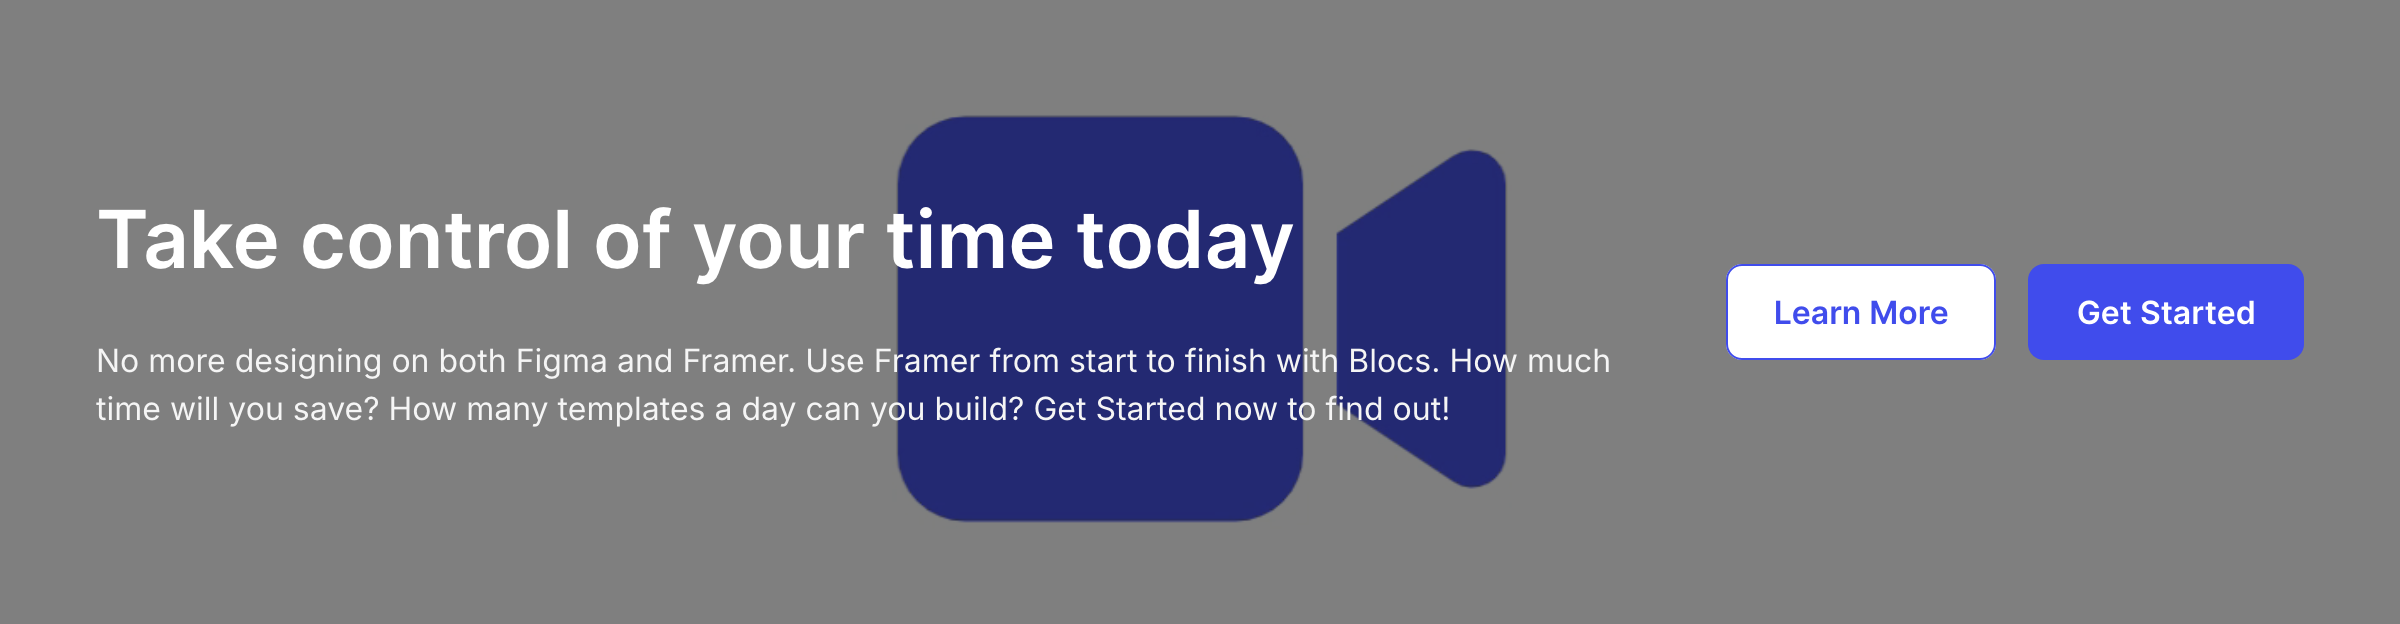 Take control of your time today
No more designing on both Figma and Framer. Use Framer from start to finish with Blocs. How much
time will you save? How many templates a day can you build? Get Started now to find out!
Learn More
Get Started